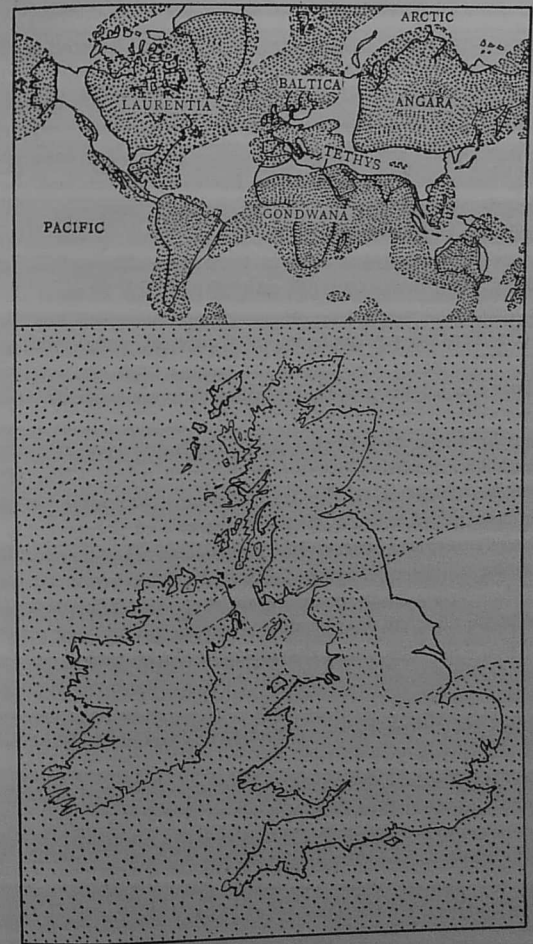 ARCTIC
BALTICA
LAURENTIA
ANGARA
TETHYS
GONDWANA
PACIFIC